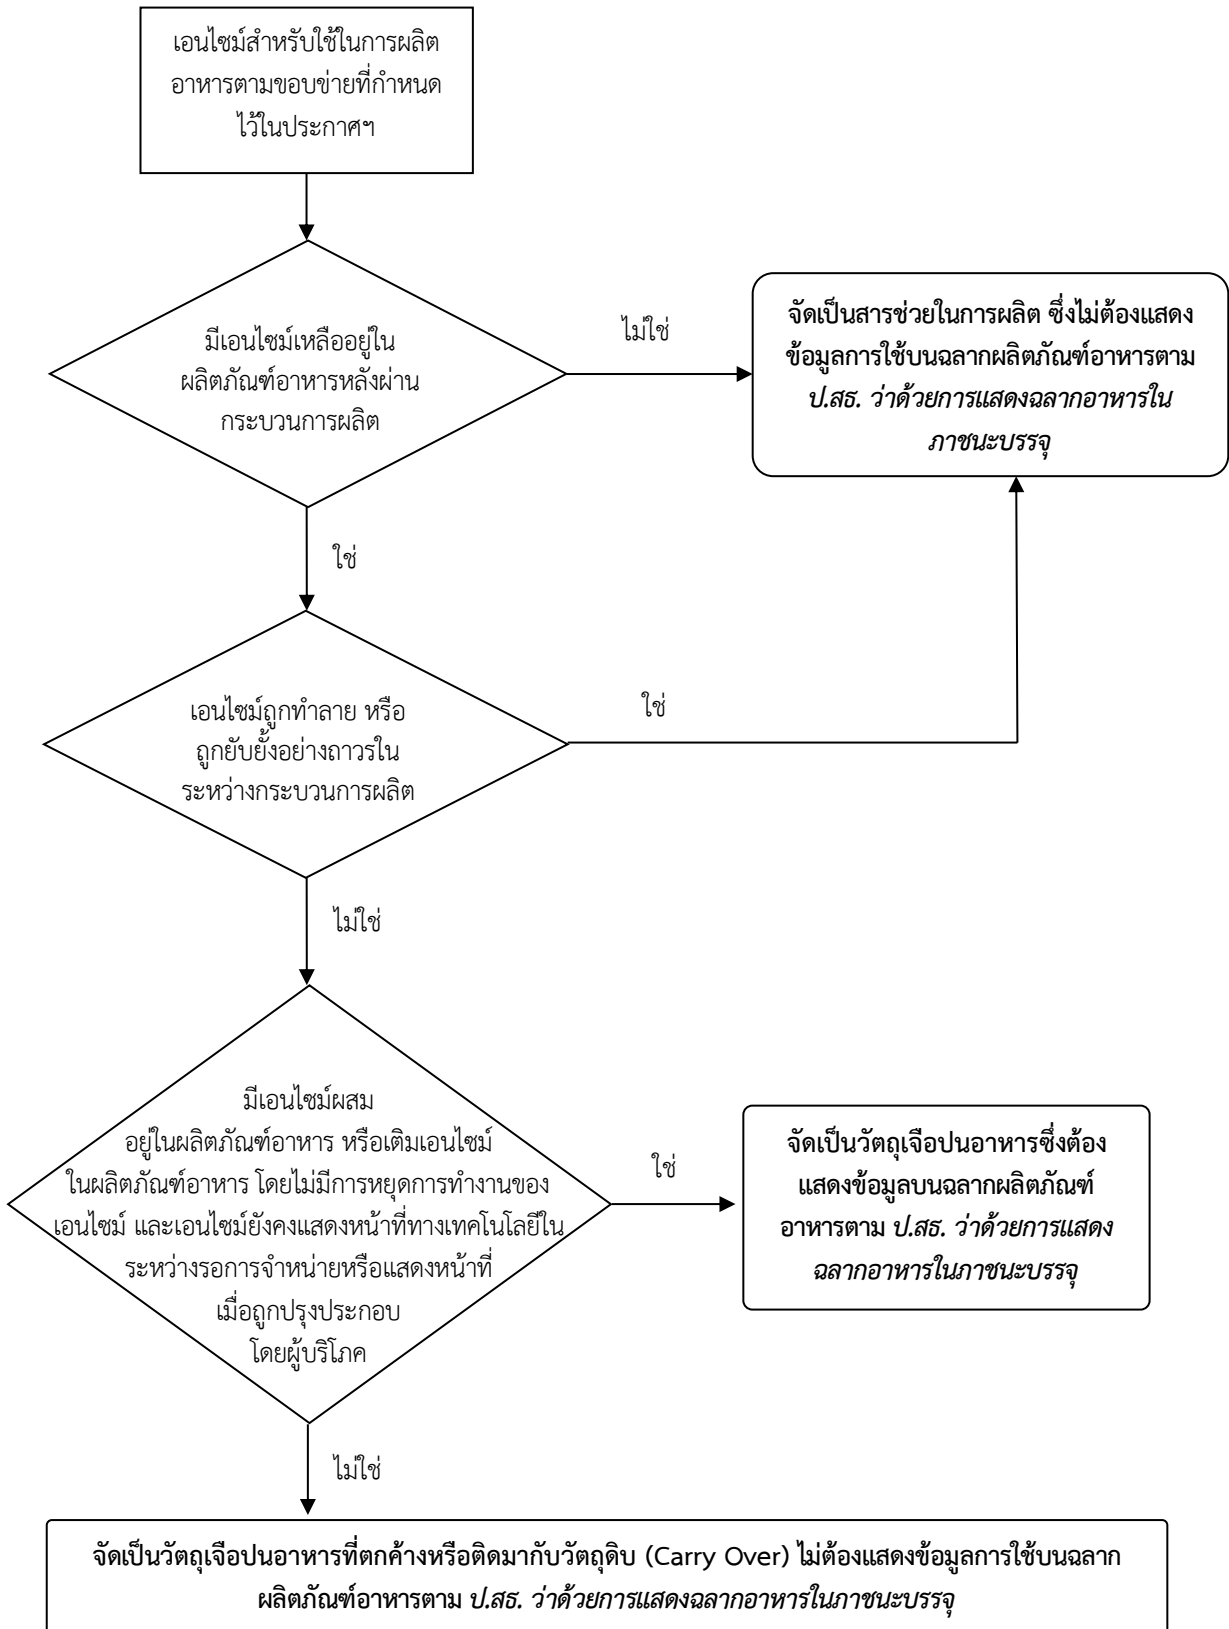 เอนไซม์สำหรับใช้ในการผลิต
อาหารตามขอบข่ายที่กำหนด
ไว้ในประกาศฯ
มีเอนไซม์เหลืออยู่ใน
ผลิตภัณฑ์อาหารหลังผ่าน
กระบวนการผลิต
ไม่ใช่
จัดเป็นสารช่วยในการผลิต ซึ่งไม่ต้องแสดง
ข้อมูลการใช้บนฉลากผลิตภัณฑ์อาหารตาม
ป.สธ. ว่าด้วยการแสดงฉลากอาหารใน
ภาชนะบรรจุ
ใช่
เอนไซม์ถูกทำลาย หรือ
ถูกยับยั้งอย่างถาวรใน
ระหว่างกระบวนการผลิต
ใช่
ไม่ใช่
มีเอนไซม์ผสม
อยู่ในผลิตภัณฑ์อาหาร หรือเติมเอนไซม์
ในผลิตภัณฑ์อาหาร โดยไม่มีการหยุดการทำงานของ
เอนไซม์ และเอนไซม์ยังคงแสดงหน้าที่ทางเทคโนโลยีใน
ระหว่างรอการจำหน่ายหรือแสดงหน้าที่
เมื่อถูกปรุงประกอบ
โดยผู้บริโภค
ใช่
จัดเป็นวัตถุเจือปนอาหารซึ่งต้อง
แสดงข้อมูลบนฉลากผลิตภัณฑ์
อาหารตาม ป.สธ. ว่าด้วยการแสดง
ฉลากอาหารในภาชนะบรรจุ
ไม่ใช่
จัดเป็นวัตถุเจือปนอาหารที่ตกค้างหรือติดมากับวัตถุดิบ (Carry Over) ไม่ต้องแสดงข้อมูลการใช้บนฉลาก
ผลิตภัณฑ์อาหารตาม ป.สธ. ว่าด้วยการแสดงฉลากอาหารในภาชนะบรรจุ